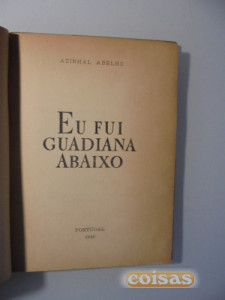 AZINHAL ABELHO
EU FUI
GUADIANA
ABAIXO
PORTUGAL
coisas